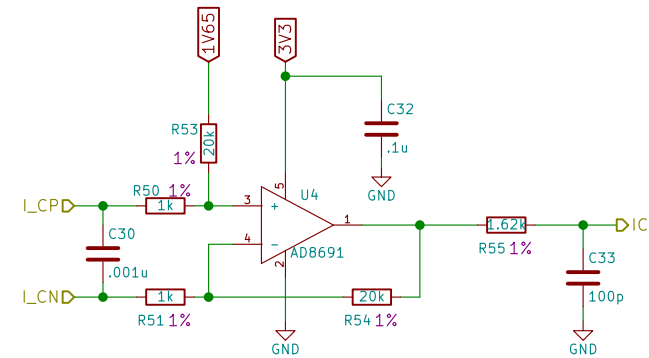 1V65
3V3
C32
.1u
GND
R53
20k
1%
R50 1%
1k
I_CP
3
+
5
U4
1
4
−
2
AD8691
C30
.001u
I_CN
1k
R51 1%
20k
R54 1%
GND
1.62k
R55 1%
IC
C33
100p
GND